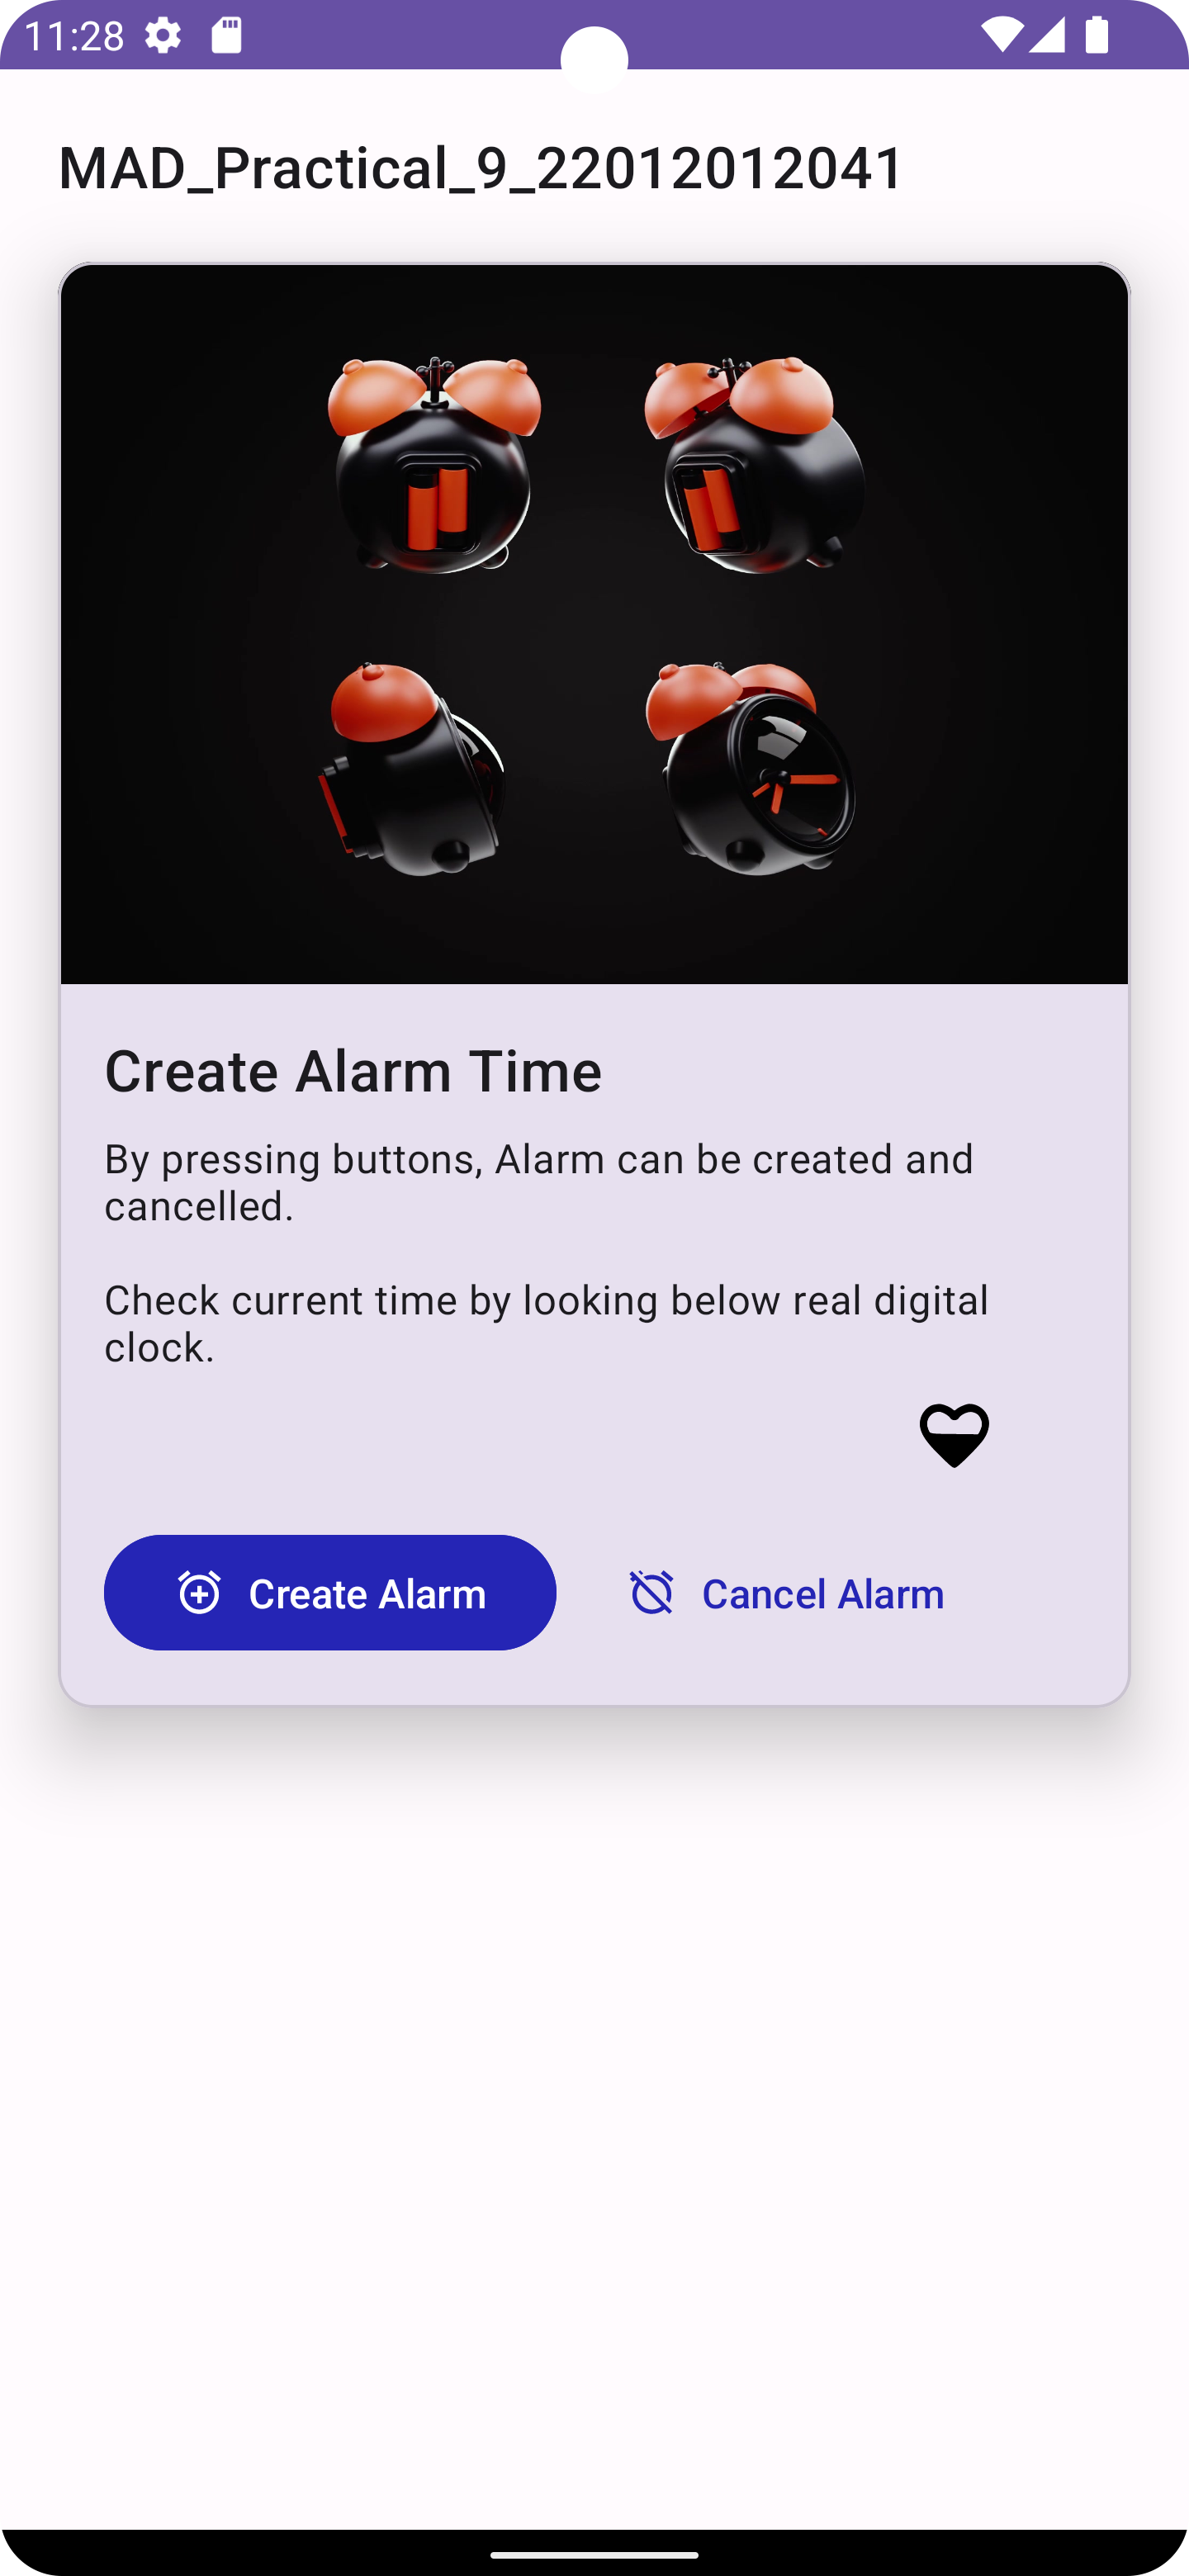 11:28
MAD_Practical_9_22012012041
Create Alarm Time
By pressing buttons, Alarm can be created and
cancelled.
Check current time by looking below real digital
clock.
Create Alarm
Cancel Alarm